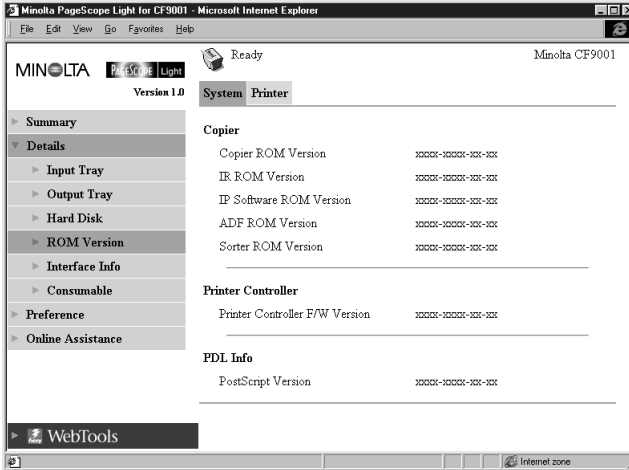 Minolta PageScope Light for CF9001 - Microsoft Internet Explorer
File Edit View Go Favorites Help
MINOLTA PAGESCOPE Light
Version 1.0
Ready
Minolta CF9001
System Printer
Summary
Details
Input Tray
Output Tray
Hard Disk
ROM Version
Interface Info
Consumable
Preference
Online Assistance
WebTools
Copier
Copier ROM Version xxxx-xxxx-xx-xx
IR ROM Version xxxx-xxxx-xx-xx
IP Software ROM Version xxxx-xxxx-xx-xx
ADF ROM Version xxxx-xxxx-xx-xx
Sorter ROM Version xxxx-xxxx-xx-xx
Printer Controller
Printer Controller F/W Version xxxx-xxxx-xx-xx
PDL Info
PostScript Version xxxx-xxxx-xx-xx
Internet zone